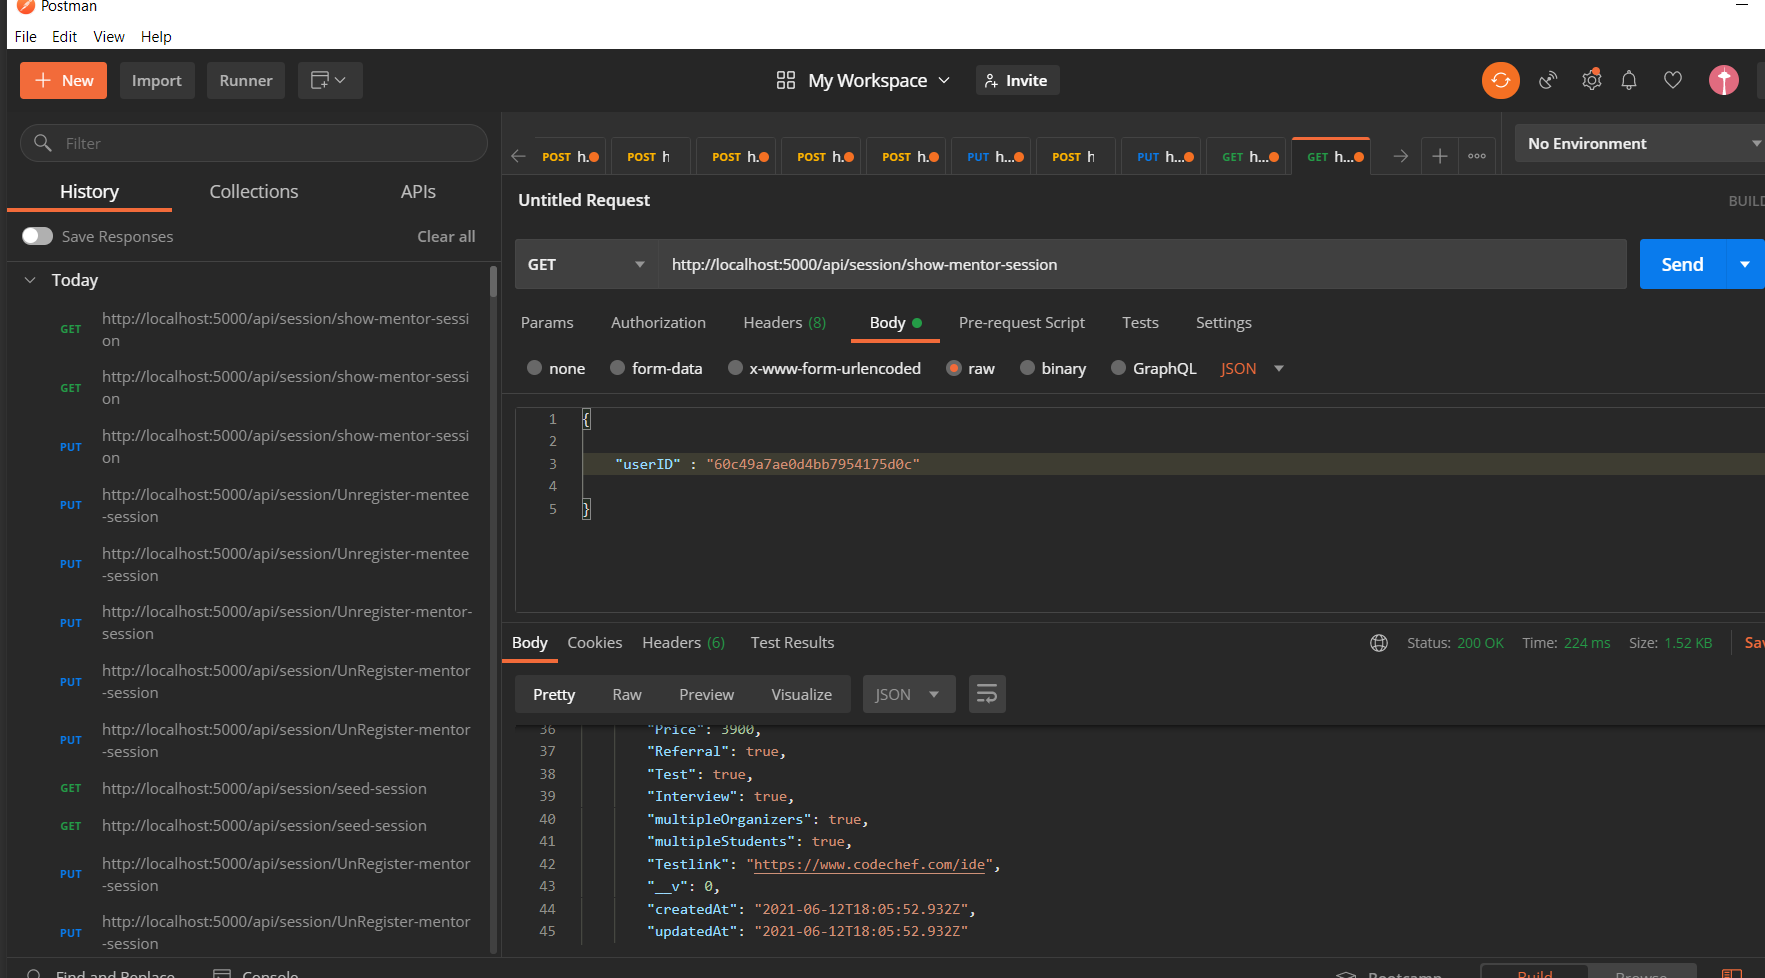 Postman
File Edit View Help
New Import Runner
My Workspace Invite
Filter
History Collections APIs
Save Responses Clear all
Today
GET http://localhost:5000/api/session/show-mentor-sessi
on
GET http://localhost:5000/api/session/show-mentor-sessi
on
PUT http://localhost:5000/api/session/show-mentor-sessi
on
PUT http://localhost:5000/api/session/Unregister-mentee
-session
PUT http://localhost:5000/api/session/Unregister-mentee
-session
PUT http://localhost:5000/api/session/Unregister-mentor-
session
PUT http://localhost:5000/api/session/UnRegister-mentor
-session
PUT http://localhost:5000/api/session/UnRegister-mentor
-session
GET http://localhost:5000/api/session/seed-session
GET http://localhost:5000/api/session/seed-session
PUT http://localhost:5000/api/session/UnRegister-mentor
-session
PUT http://localhost:5000/api/session/UnRegister-mentor
-session
Find and Replace Console
POST h. POST h POST h. POST h. POST h. PUT h... POST h PUT h... GET h... GET h...
No Environment
Untitled Request BUILD
GET http://localhost:5000/api/session/show-mentor-session Send
Params Authorization Headers (8) Body Pre-request Script Tests Settings
none form-data x-www-form-urlencoded raw binary GraphQL JSON
1 {
2
3 "userID" : "60c49a7ae0d4bb7954175d0c"
4
5 }
Body Cookies Headers (6) Test Results Status: 200 OK Time: 224 ms Size: 1.52 KB Sav
Pretty Raw Preview Visualize JSON
36 "Price": 3900,
37 "Referral": true,
38 "Test": true,
39 "Interview": true,
40 "multipleOrganizers": true,
41 "multipleStudents": true,
42 "Testlink": "https://www.codechef.com/ide",
43 "__v": 0,
44 "createdAt": "2021-06-12T18:05:52.932Z",
45 "updatedAt": "2021-06-12T18:05:52.932Z"
Bootcamp Build Browse